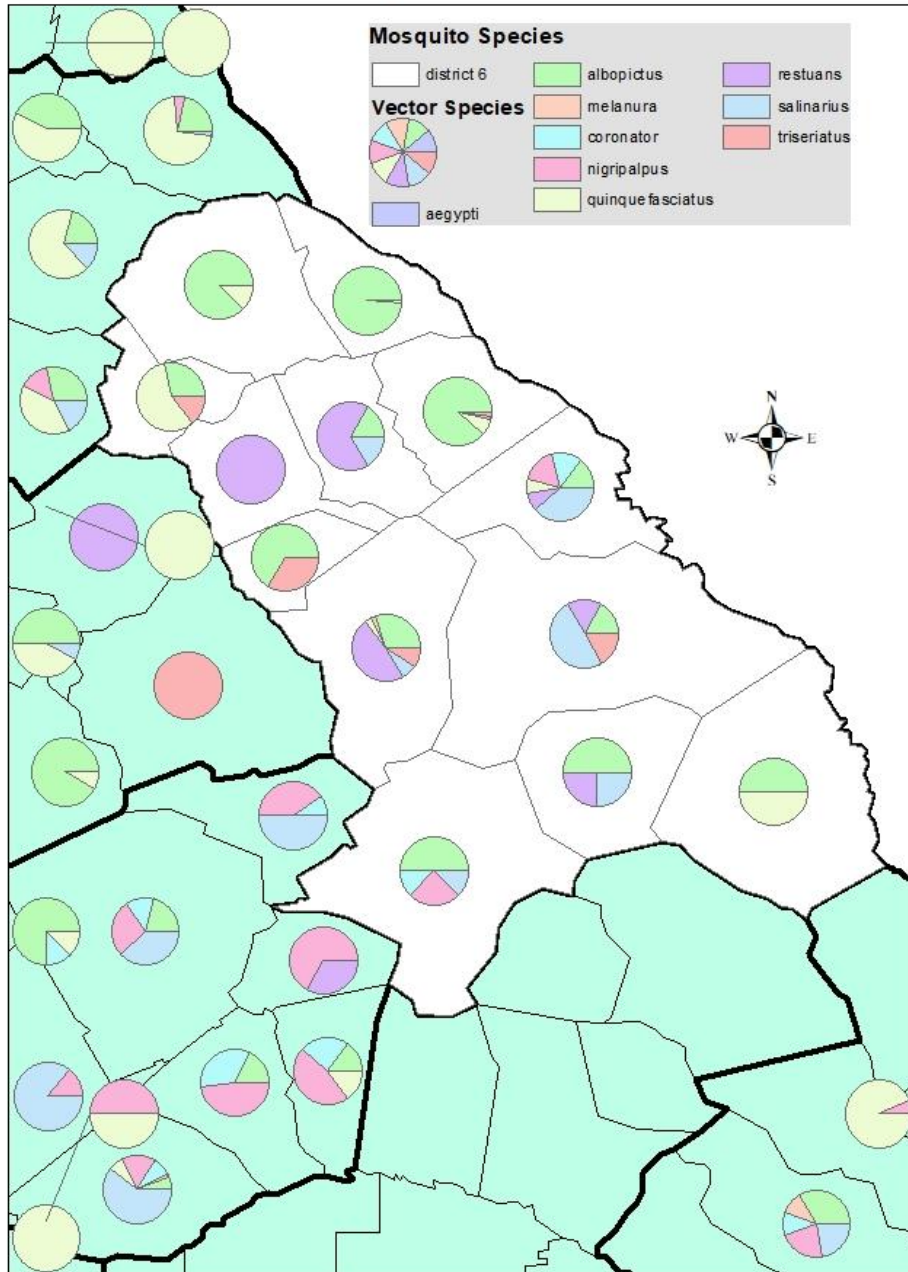 Mosquito Species
district 6
Vector Species
aegypti
albopictus
melanura
coronator
nigripalpus
quinquefasciatus
restuans
salinarius
triseriatus
N
W E
S